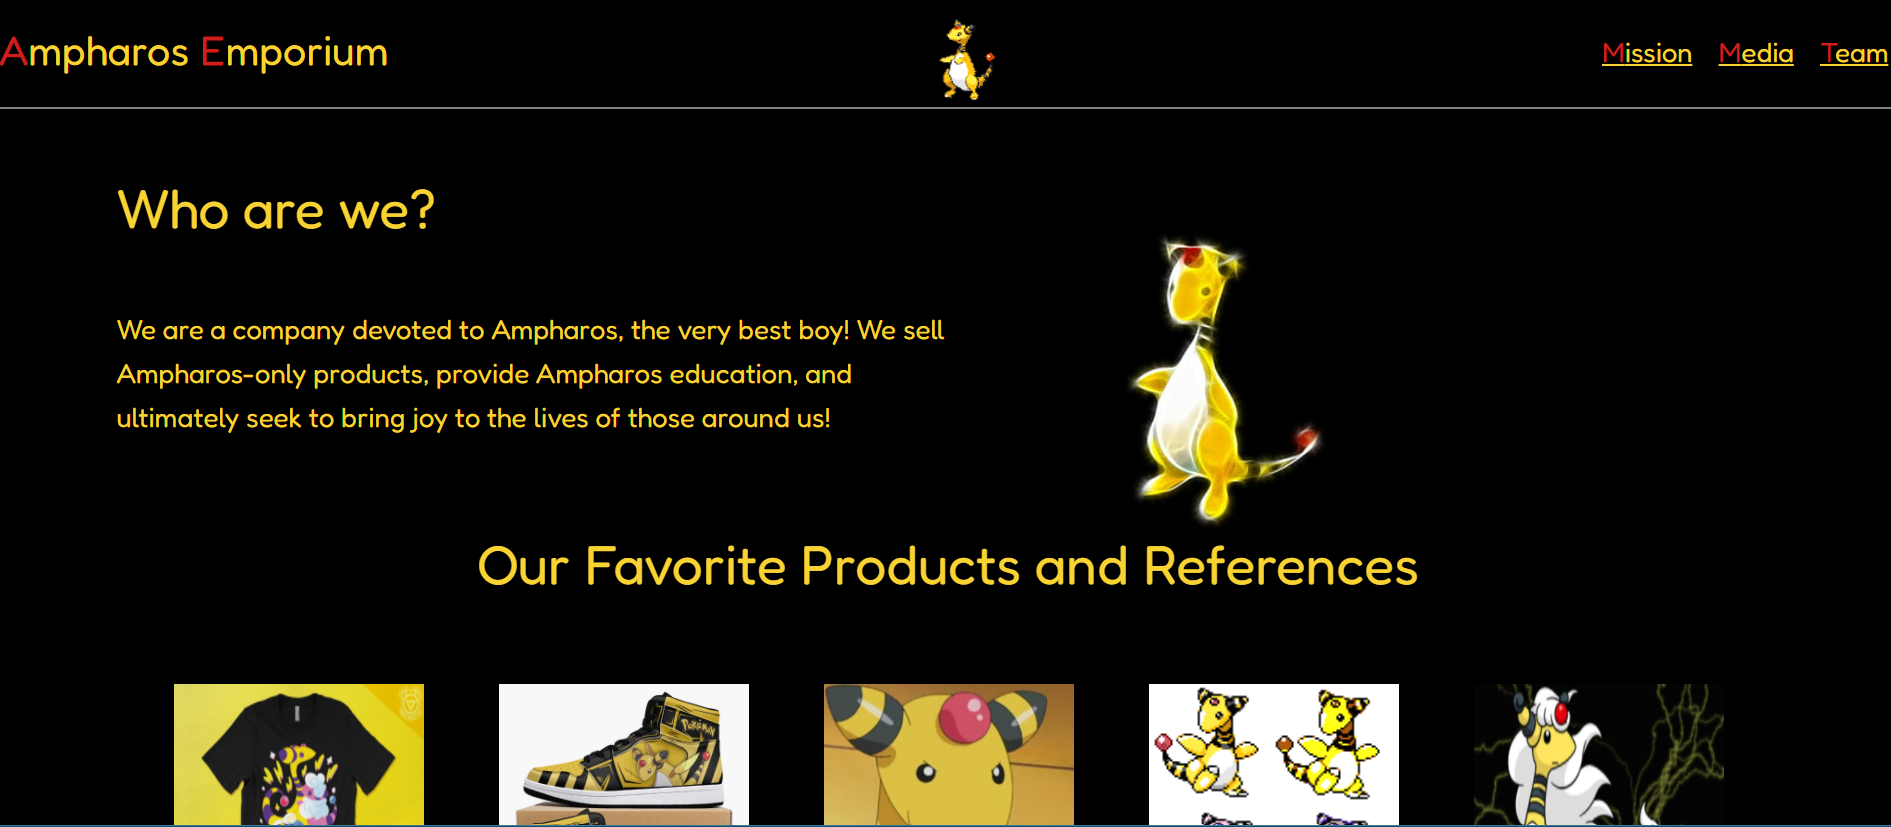 Ampharos Emporium
Mission Media Team
Who are we?
We are a company devoted to Ampharos, the very best boy! We sell
Ampharos-only products, provide Ampharos education, and
ultimately seek to bring joy to the lives of those around us!
Our Favorite Products and References
Pokémon